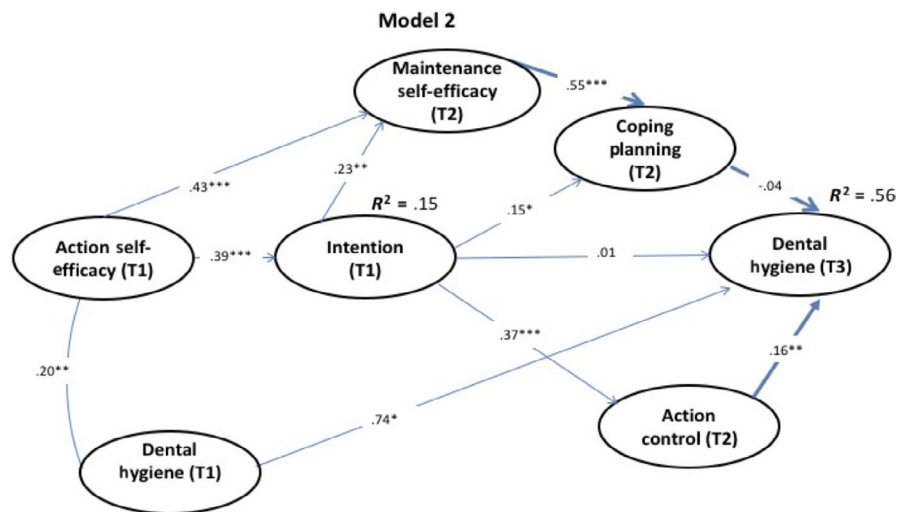 Model 2
Maintenance
self-efficacy
(T2)
.55***
Coping
planning
(T2)
.43***
.23**
-.04
R² = .56
R² = .15
.15*
Action self-
efficacy (T1)
.39***
Intention
(T1)
.01
Dental
hygiene (T3)
.37***
.16**
.20**
.74*
Action
control (T2)
Dental
hygiene (T1)